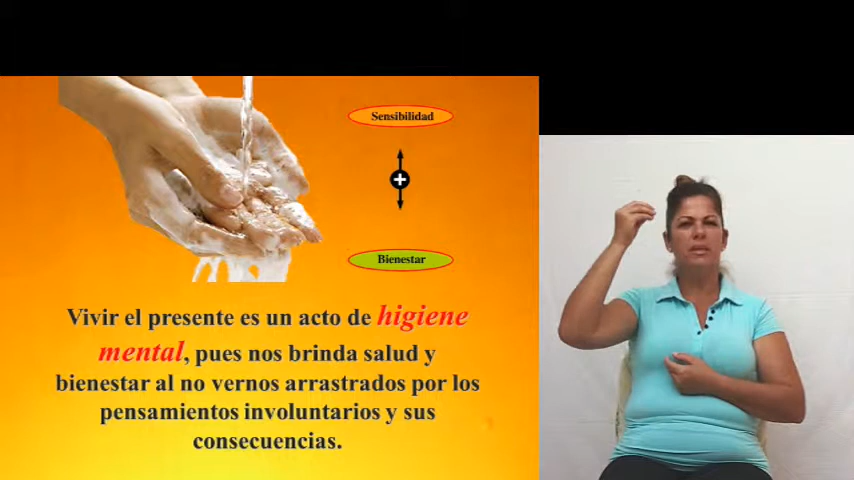 Sensibilidad
Bienestar
Vivir el presente es un acto de higiene
mental, pues nos brinda salud y
bienestar al no vernos arrastrados por los
pensamientos involuntarios y sus
consecuencias.